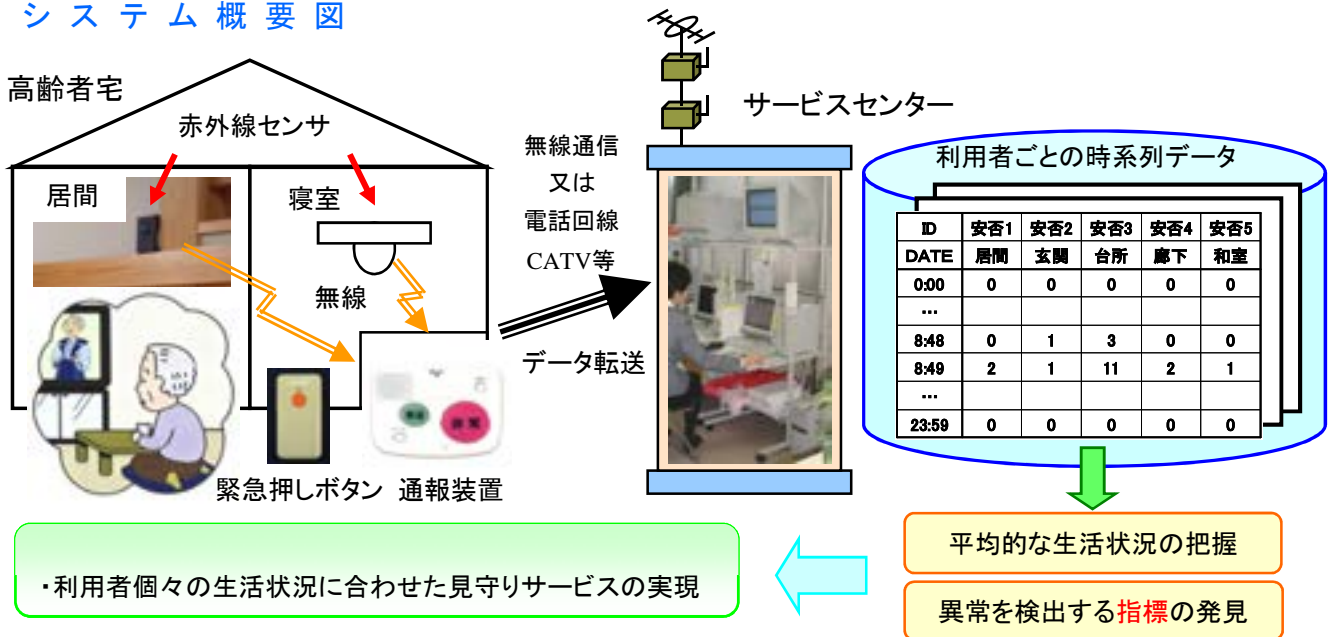 システム概要図
高齢者宅
赤外線センサ
居間
寝室
無線
緊急押しボタン 通報装置
無線通信
又は
電話回線
CATV等
データ転送
サービスセンター
利用者ごとの時系列データ
ID 安否1 安否2 安否3 安否4 安否5
DATE 居間 玄関 台所 廊下 和室
0:00 0 0 0 0 0
...
8:48 0 1 3 0 0
8:49 2 1 11 2 1
...
23:59 0 0 0 0 0
平均的な生活状況の把握
異常を検出する指標の発見
・利用者個々の生活状況に合わせた見守りサービスの実現